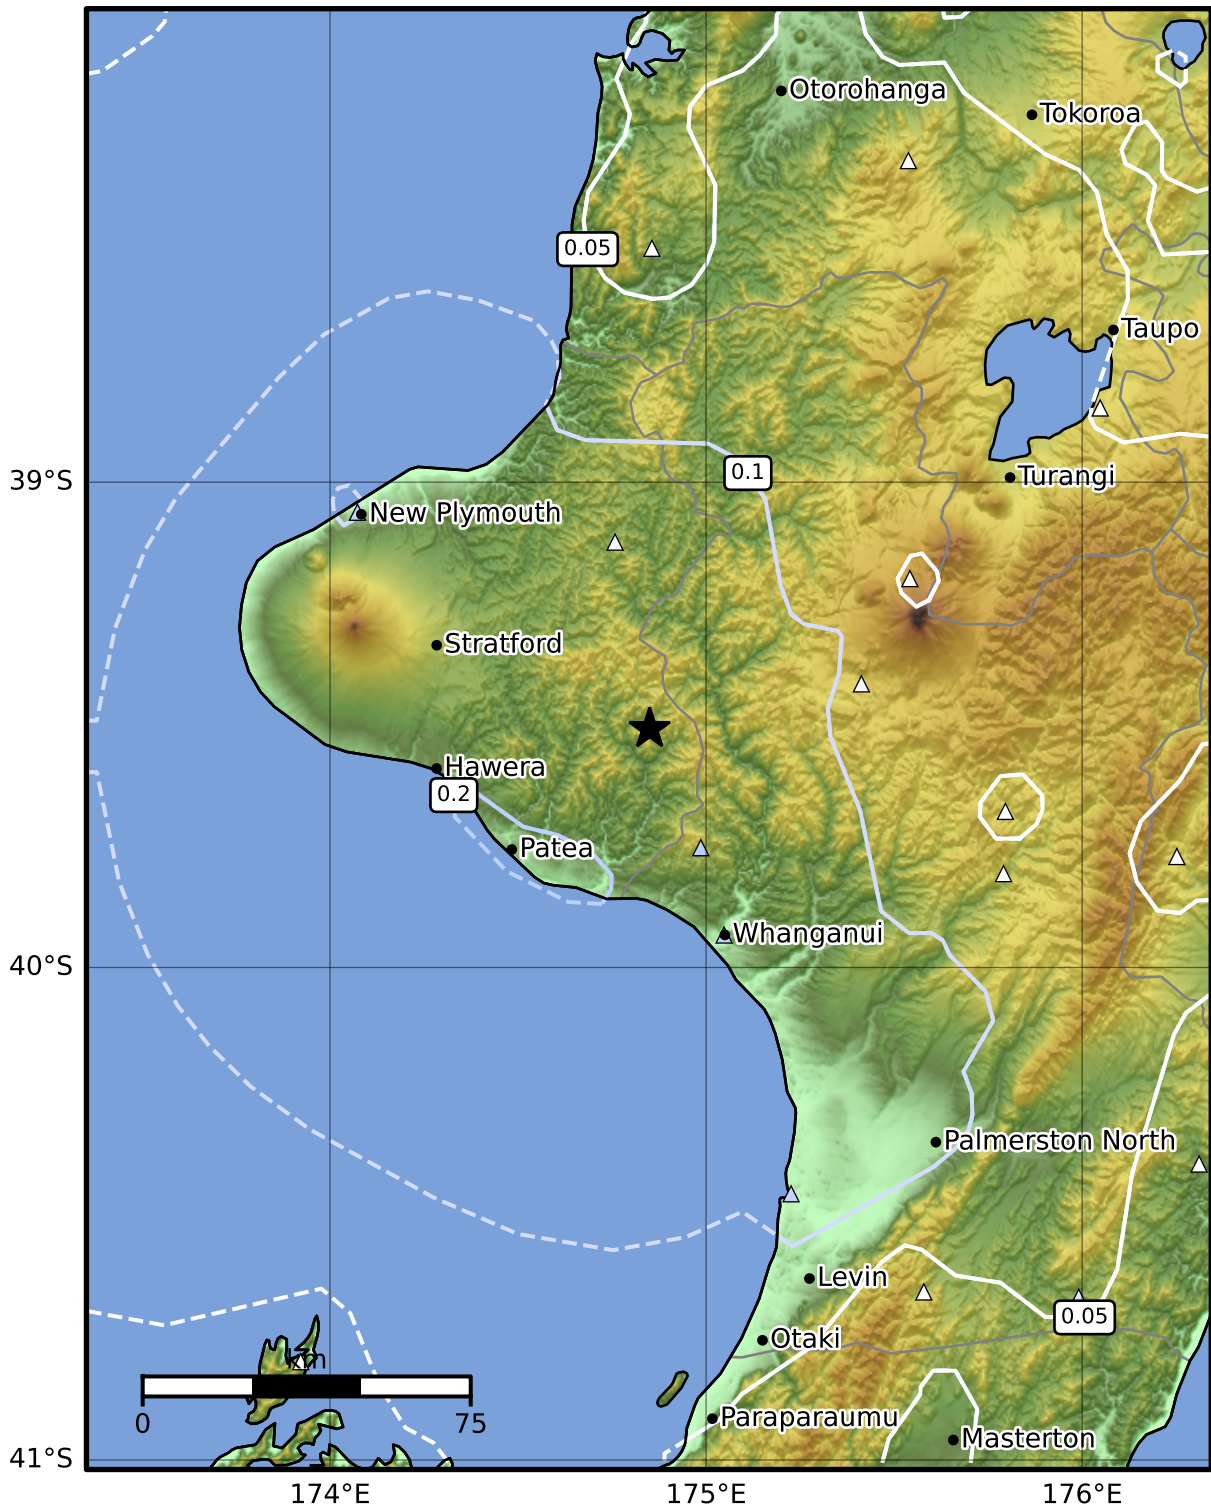 Otorohanga
Tokoroa
0.05
Taupo
0.1
39°S
Turangi
New Plymouth
Stratford
Hawera
0.2
Patea
Whanganui
40°S
Palmerston North
Levin
0.05
Otaki
km
0 75
Paraparaumu
Masterton
41°S
174°E 175°E 176°E